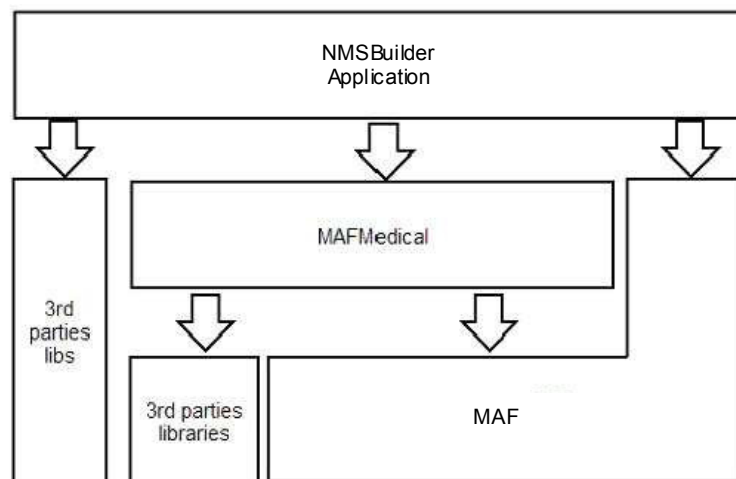 NMSBuilder
Application
MAFMedical
3rd
parties
libs
3rd parties
libraries
MAF